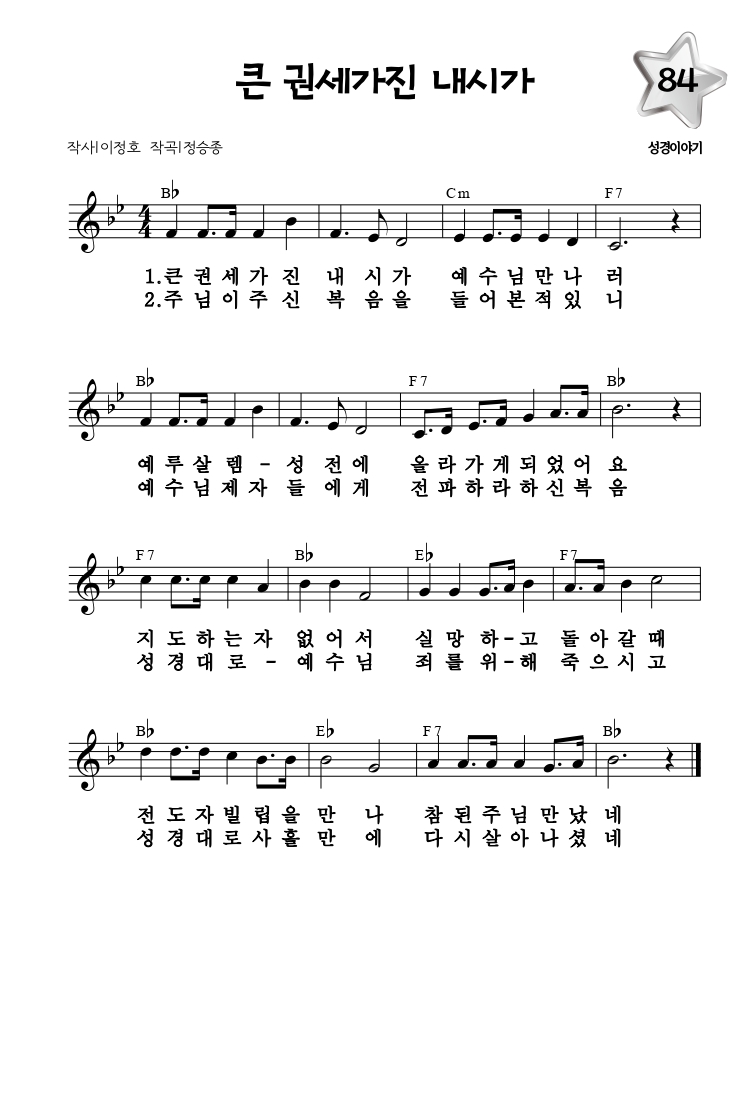 큰 권세가진 내시가
84
작사|이정호 작곡|정승종
성경이야기
B♭ Cm F7
1.큰 권 세 가 진 내 시 가 예 수 님 만 나 러
2.주 님 이 주 신 복 음 을 들 어 본 적 있 니
B♭ F7 B♭
예 루 살 렘 - 성 전 에 올 라 가 게 되 었 어 요
예 수 님 제 자 들 에 게 전 파 하 라 하 신 복 음
F7 B♭ E♭ F7
지 도 하 는 자 없 어 서 실 망 하 - 고 돌 아 갈 때
성 경 대 로 - 예 수 님 죄 를 위 - 해 죽 으 시 고
B♭ E♭ F7 B♭
전 도 자 빌 립 을 만 나 참 된 주 님 만 났 네
성 경 대 로 사 흘 만 에 다 시 살 아 나 셨 네